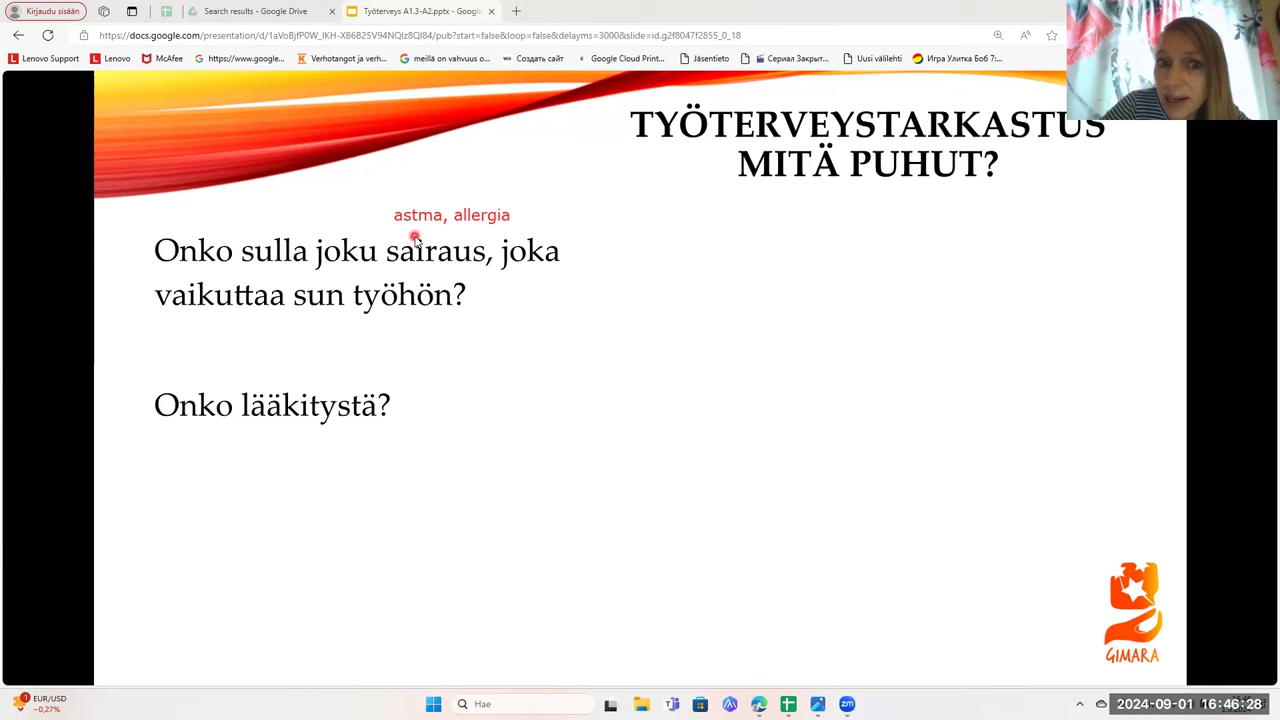 Kirjaudu sisään
Search results - Google Drive
Työterveys A1.3-A2.pptx - Google
https://docs.google.com/presentation/d/1aVoBjfP0W_IKH-XB6B25V94NQIz8QI84/pub?start=false&loop=false&delayms=3000&slide=id.g2f8047f2855_0_18
Lenovo Support
Lenovo
McAfee
https://www.google...
Verhotangot ja verh...
meillä on vahvuus o...
Создать сайт
Google Cloud Print...
Jäsentieto
Сериал Закрыт...
Uusi välilehti
Игра Улитка Боб 7:...
TYÖTERVEYSTARKASTUS
MITÄ PUHUT?
astma, allergia
Onko sulla joku sairaus, joka
vaikuttaa sun työhön?
Onko lääkitystä?
GIMARA
1
EUR/USD
-0,27%
Hae
2024-09-01 16:46:28